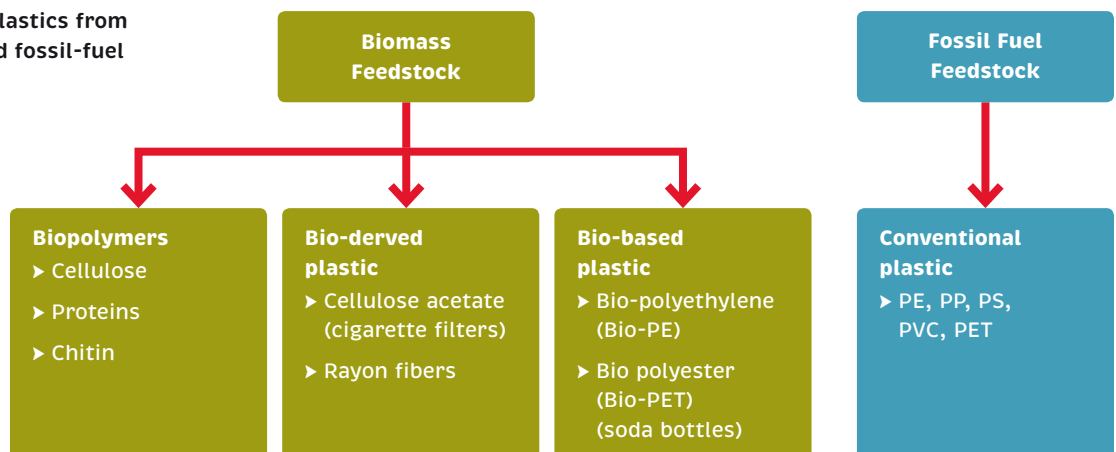 lastics from
d fossil-fuel
Biomass
Feedstock
Fossil Fuel
Feedstock
Biopolymers
➤ Cellulose
➤ Proteins
➤ Chitin
Bio-derved
plastic
➤ Cellulose acetate
(cigarette filters)
➤ Rayon fibers
Bio-based
plastic
➤ Bio-polyethylene
(Bio-PE)
➤ Bio polyester
(Bio-PET)
(soda bottles)
Conventional
plastic
➤ PE, PP, PS,
PVC, PET